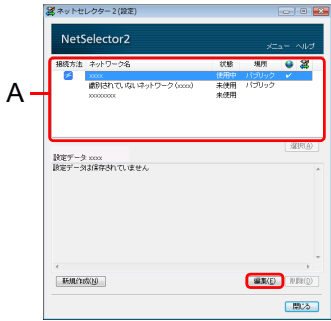 ネットセレクター2 (設定)
NetSelector2
メニュー ヘルプ
接続方法 ネットワーク名 状態 場所
xxxx 使用中 パブリック
A
識別されていないネットワーク (xxxx) 未使用 パブリック
xxxxxxxx 未使用
選択(A)
設定データ: xxxx
設定データは保存されていません
新規作成(N) 編集(E) 削除(D)
閉じる